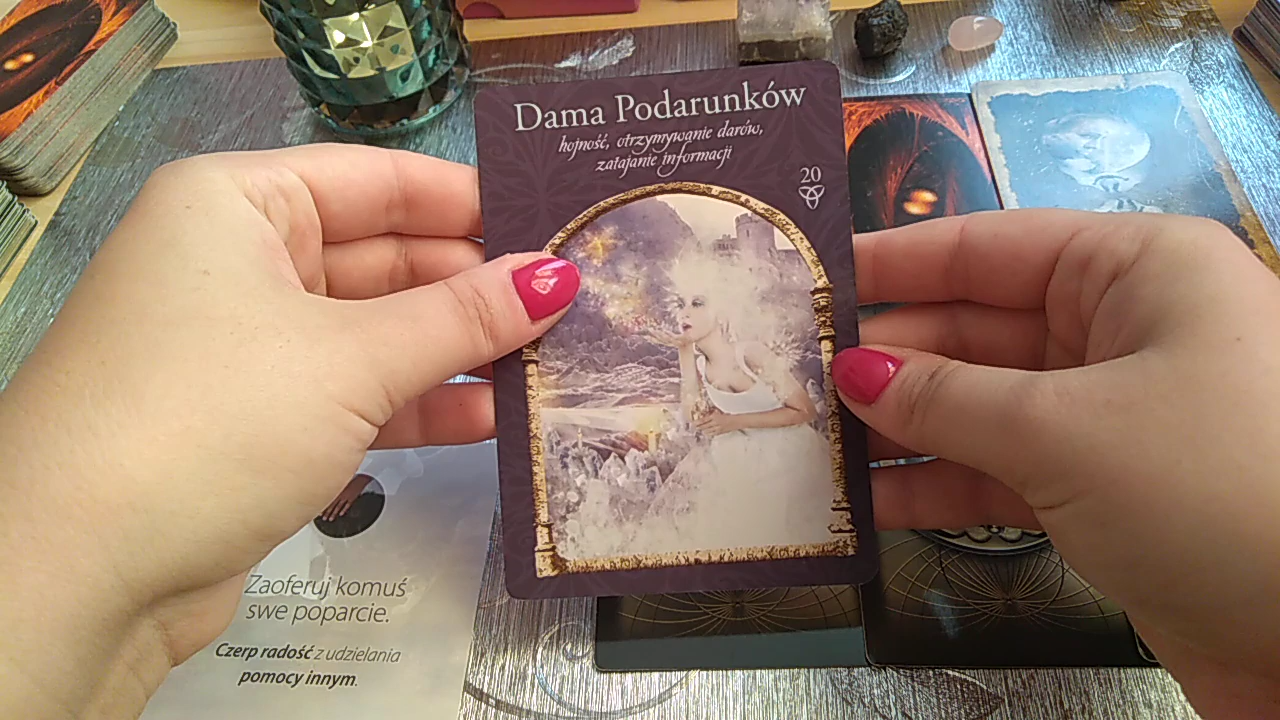 Dama Podarunków
hojność, otrzymywanie darów,
zatajanie informacji
20
Zaoferuj komuś
swe poparcie.
Czerp radość z udzielania
pomocy innym.